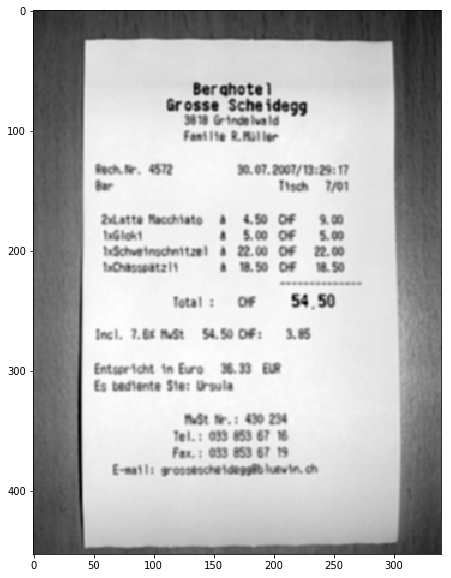 Berghotel
Grosse Scheidegg
3818 Grindelwald
Familie R.Müller
Rech.Nr. 4572 30.07.2007/13:29:17
Bar Tisch 7/01
2xLatte Macchiato à 4.50 CHF 9.00
1xGloki à 5.00 CHF 5.00
1xSchweinschnitzel à 22.00 CHF 22.00
1xChässpätzli à 18.50 CHF 18.50
Total: CHF 54.50
Incl. 7.6% MwSt 54.50 CHF: 3.85
Entspricht in Euro 36.33 EUR
Es bediente Sie: Ursula
MwSt Nr.: 430 234
Tel.: 033 853 67 16
Fax.: 033 853 67 19
E-mail: grossescheidegg@bluewin.ch
0
100
200
300
400
0 50 100 150 200 250 300